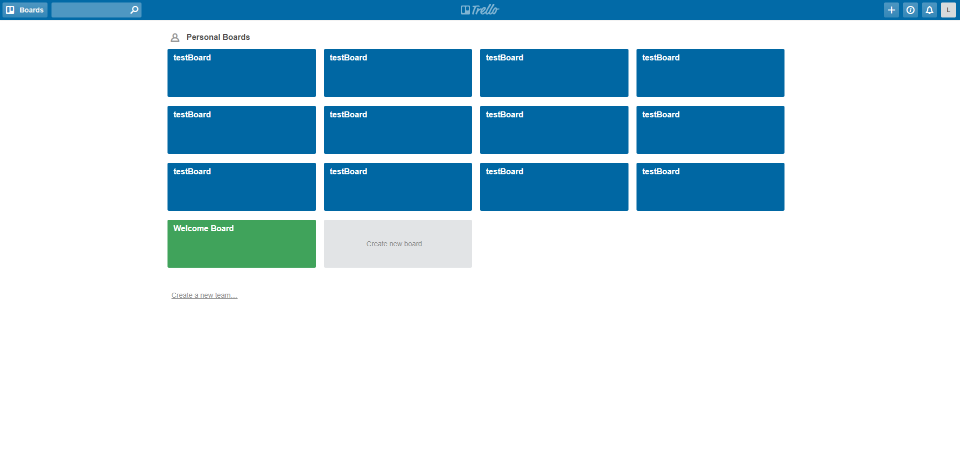 Boards
Trello
L
Personal Boards
testBoard testBoard testBoard testBoard
testBoard testBoard testBoard testBoard
testBoard testBoard testBoard testBoard
Welcome Board
Create new board
Create a new team…